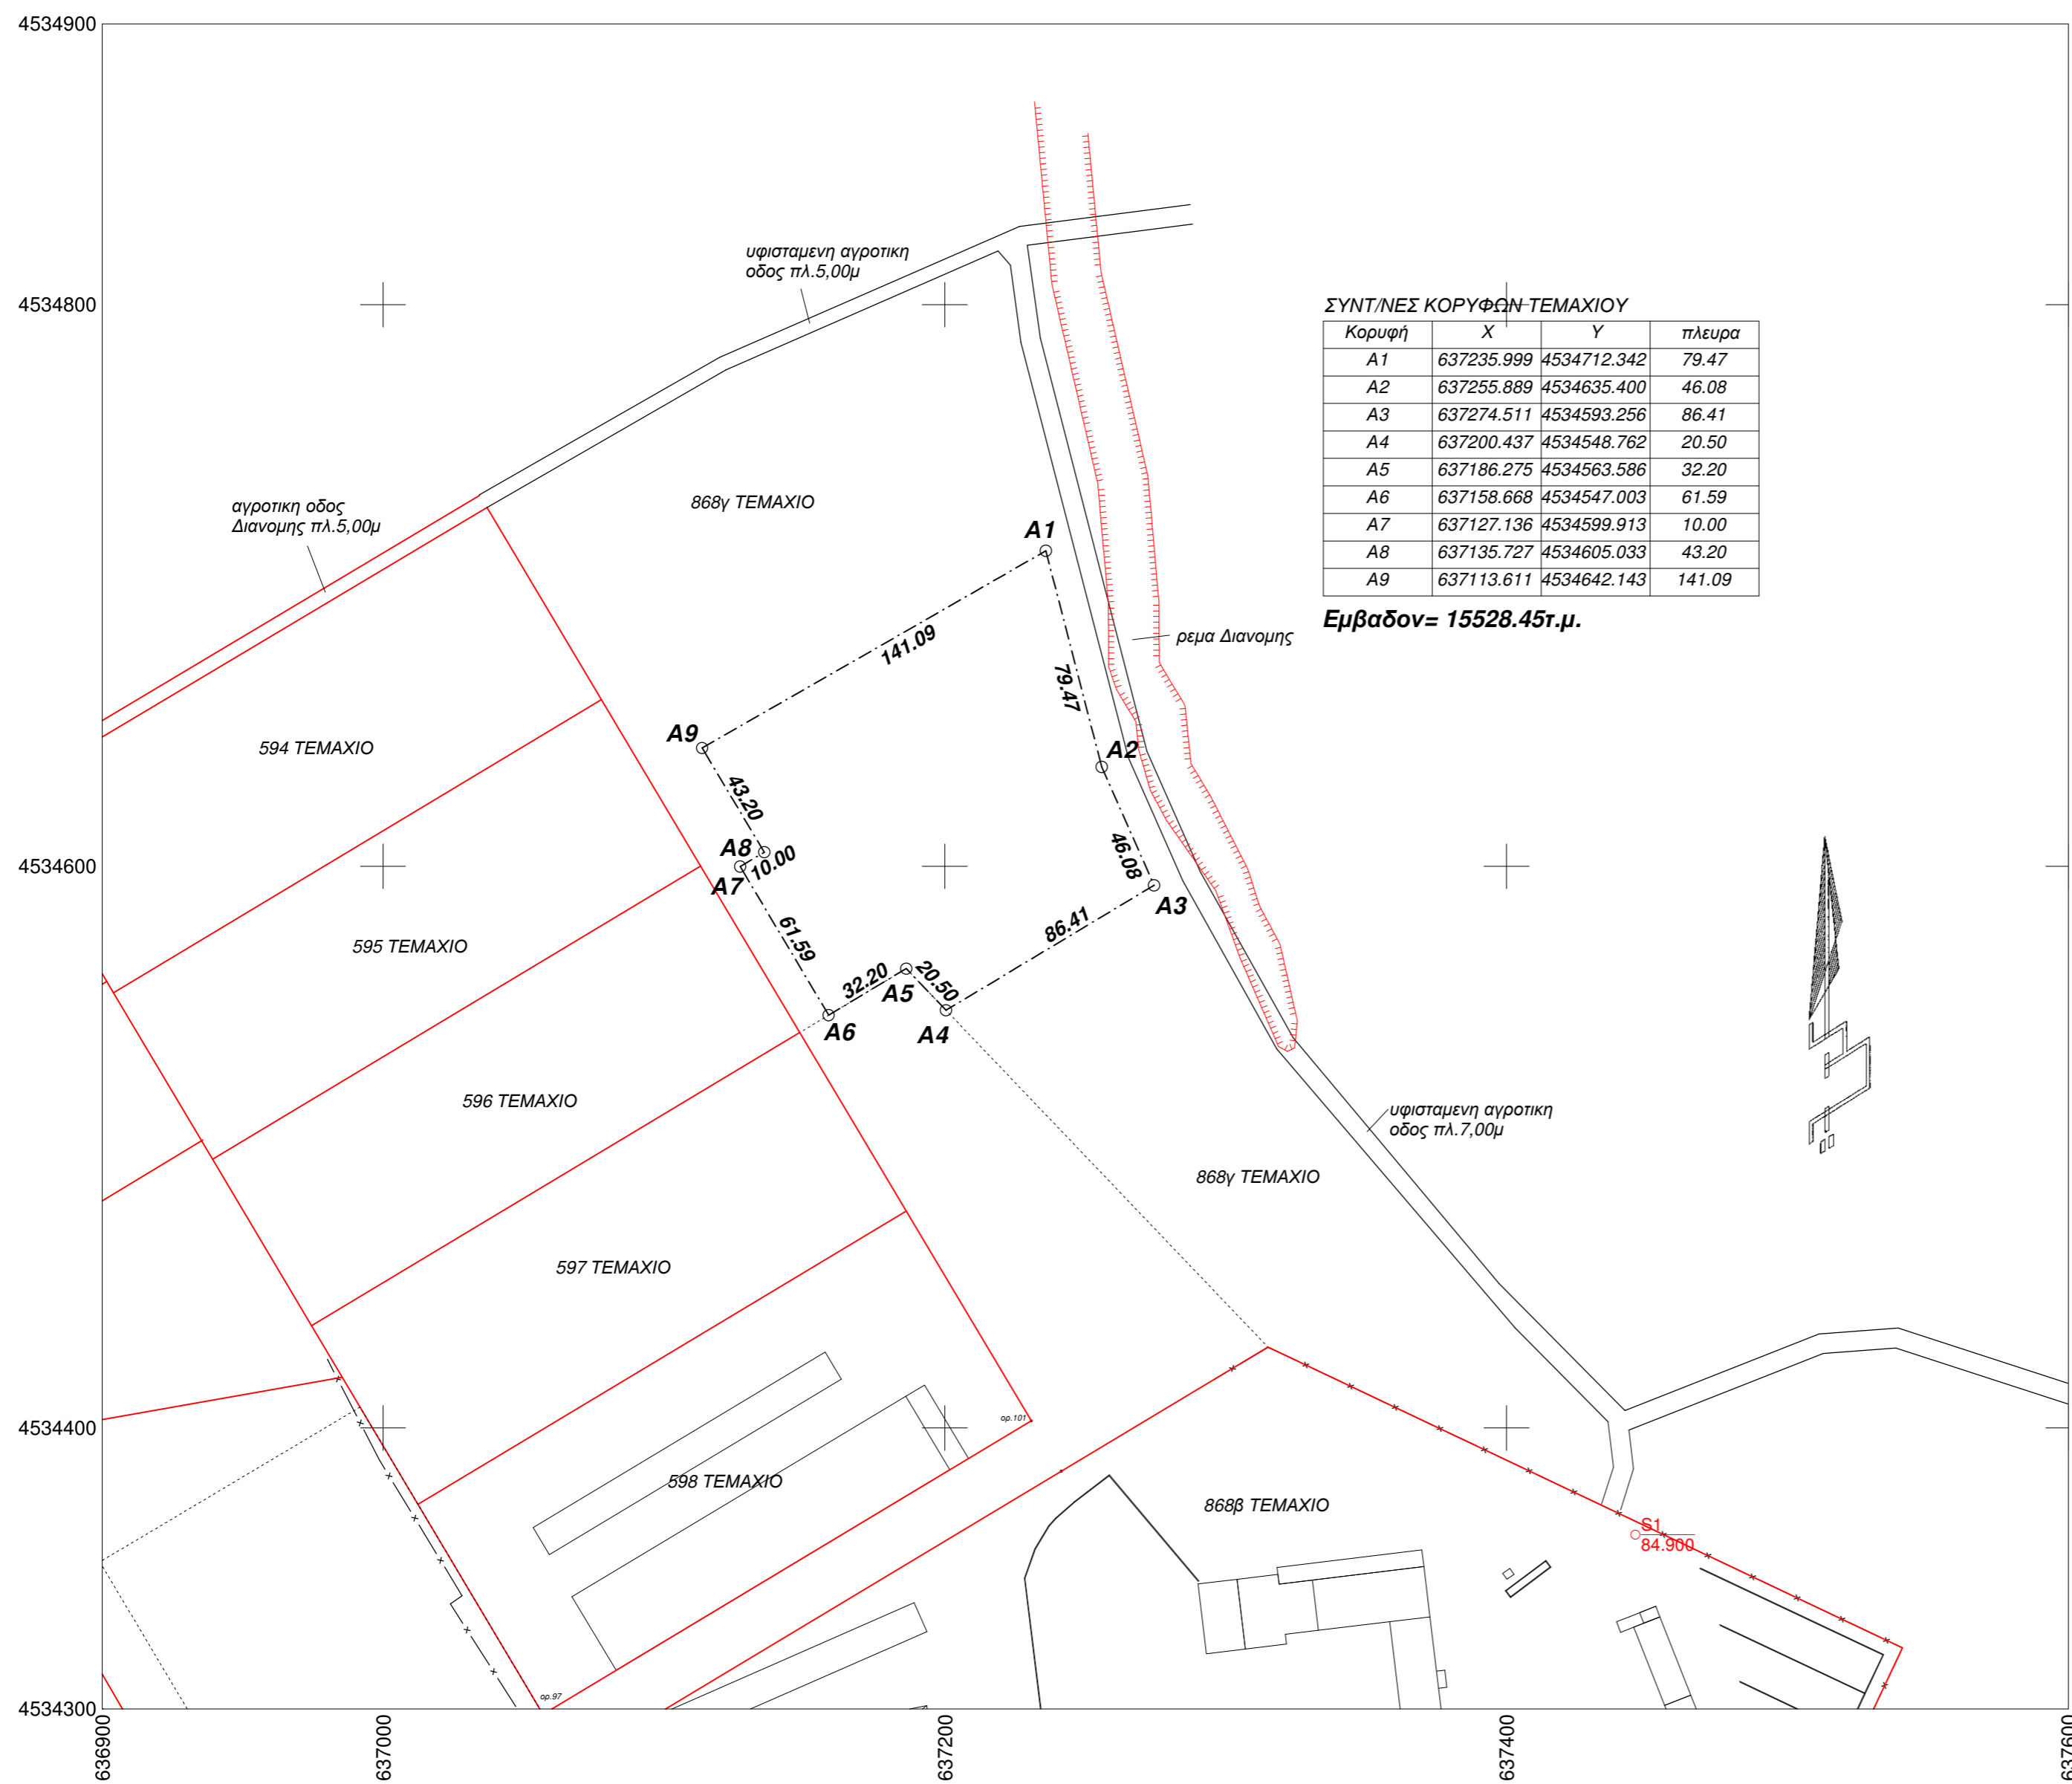 4534900
4534800
4534600
4534400
4534300
636900
637000
637200
637400
637600
υφισταμενη αγροτικη
οδος πλ.5,00μ
αγροτικη οδος
Διανομης πλ.5,00μ
868γ ΤΕΜΑΧΙΟ
ΣΥΝΤ/ΝΕΣ ΚΟΡΥΦΩΝ ΤΕΜΑΧΙΟΥ
Κορυφή X Y πλευρα
A1 637235.999 4534712.342 79.47
A2 637255.889 4534635.400 46.08
A3 637274.511 4534593.256 86.41
A4 637200.437 4534548.762 20.50
A5 637186.275 4534563.586 32.20
A6 637158.668 4534547.003 61.59
A7 637127.136 4534599.913 10.00
A8 637135.727 4534605.033 43.20
A9 637113.611 4534642.143 141.09
Εμβαδον= 15528.45τ.μ.
A1
141.09
79.47
ρεμα Διανομης
A9
A2
594 ΤΕΜΑΧΙΟ
43.20
A8
10.00
A7
46.08
A3
86.41
61.59
595 ΤΕΜΑΧΙΟ
32.20
A5
20.50
A6
A4
596 ΤΕΜΑΧΙΟ
υφισταμενη αγροτικη
οδος πλ.7,00μ
868γ ΤΕΜΑΧΙΟ
597 ΤΕΜΑΧΙΟ
ορ.101
598 ΤΕΜΑΧΙΟ
868β ΤΕΜΑΧΙΟ
S1
84.900
ορ.97